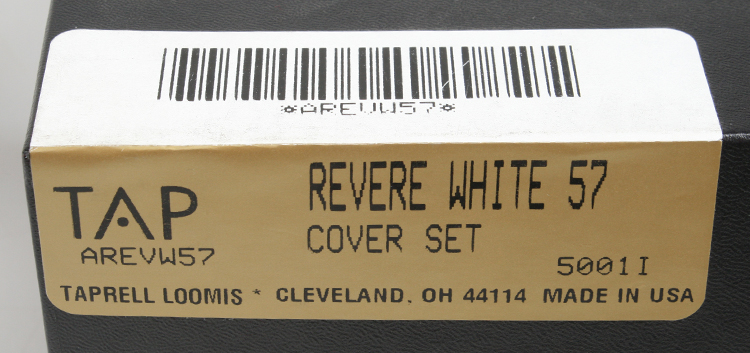 *AREVW57*
TAP
REVERE WHITE 57
COVER SET
AREVW57
5001I
TAPRELL LOOMIS * CLEVELAND, OH 44114 MADE IN USA